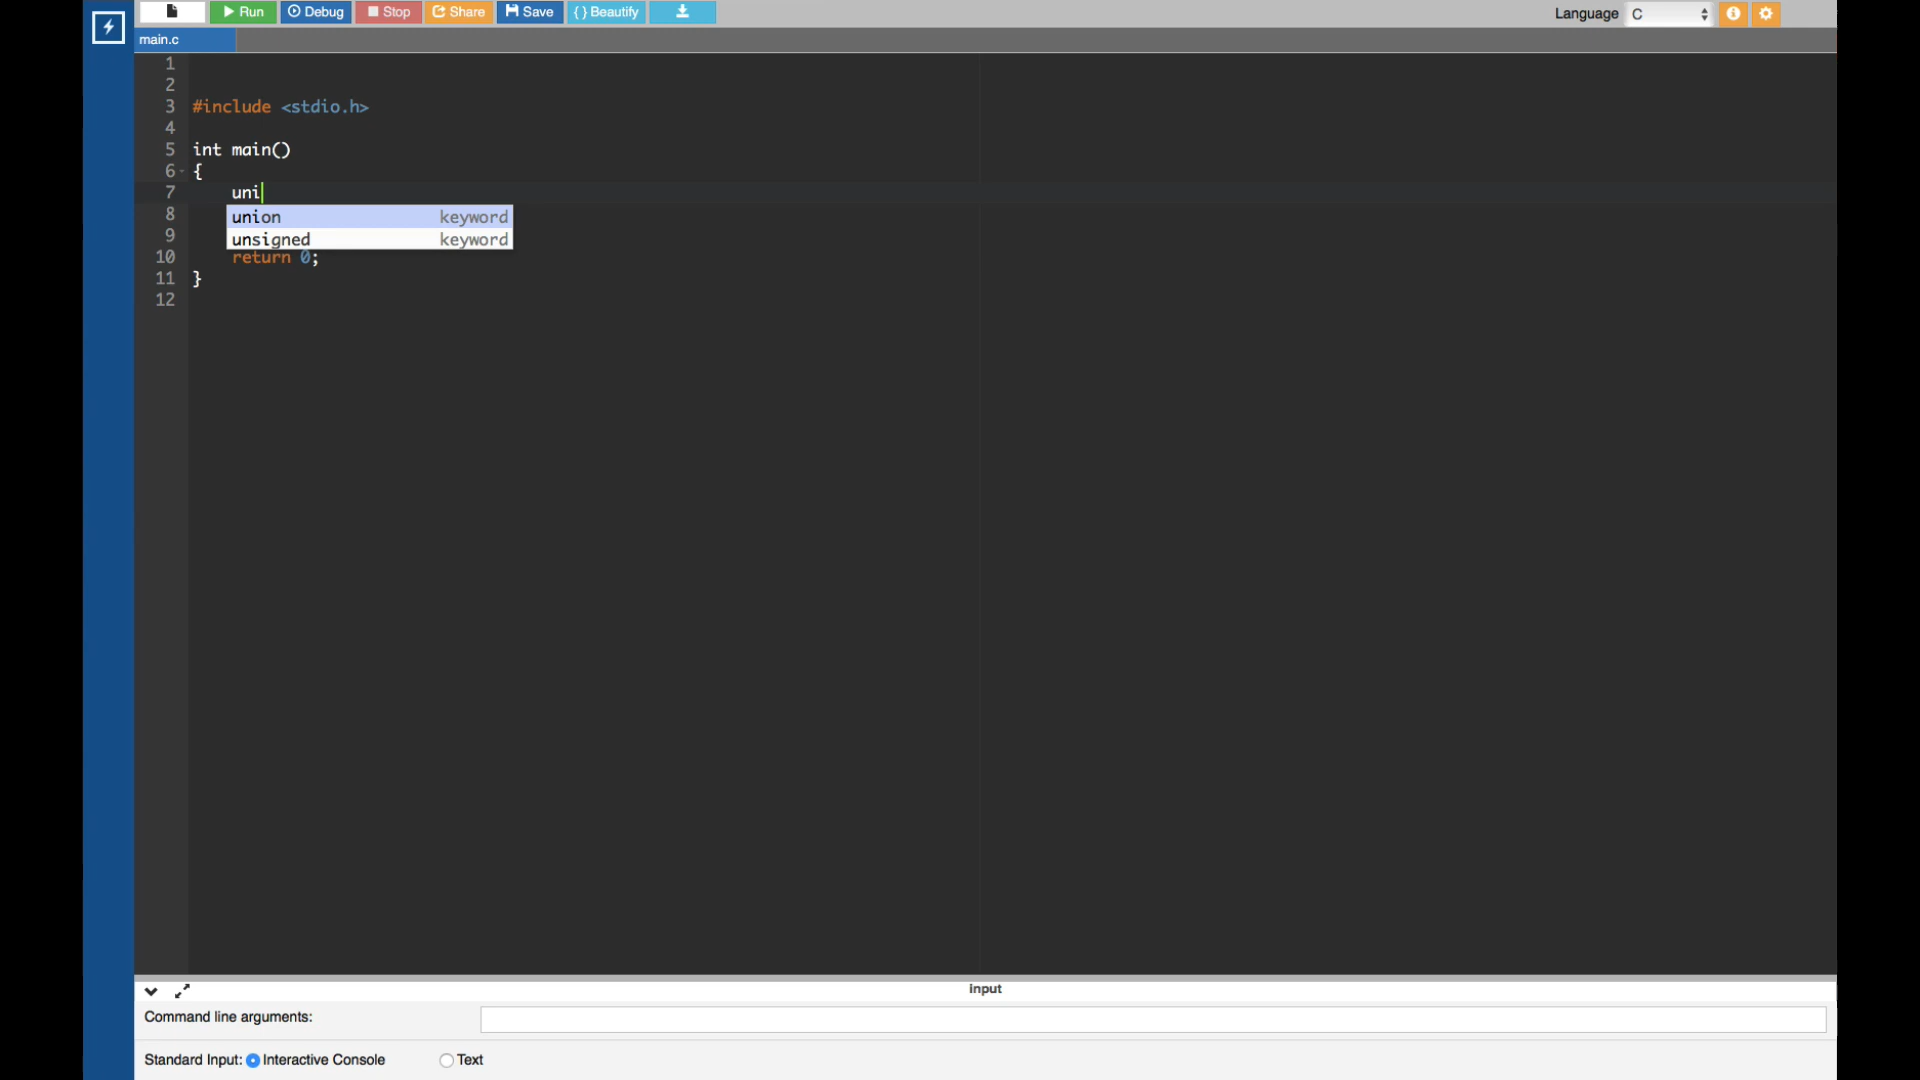 Run Debug Stop Share Save { } Beautify Language C
main.c
1
2
3 #include <stdio.h>
4
5 int main()
6 {
7 uni
union keyword
unsigned keyword
8
9
10 return 0;
11 }
12
input
Command line arguments:
Standard Input: Interactive Console Text